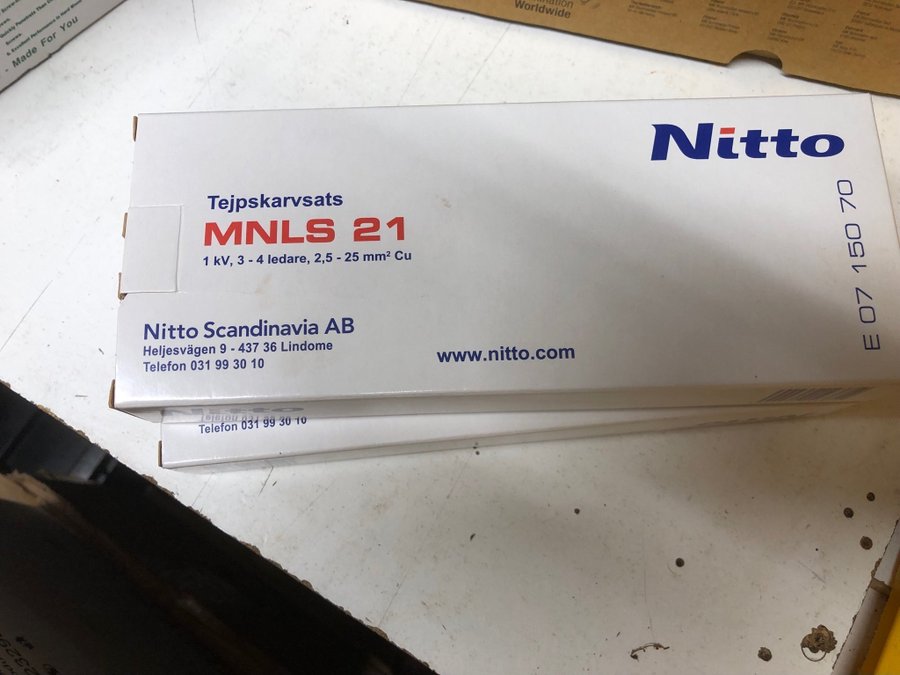 Worldwide
- Made For You
Nitto
Tejpskarvsats
MNLS 21
1 kV, 3 - 4 ledare, 2,5 - 25 mm² Cu
E 07 150 70
Nitto Scandinavia AB
Heljesvägen 9 - 437 36 Lindome
Telefon 031 99 30 10
www.nitto.com
Telefon 031 99 30 10